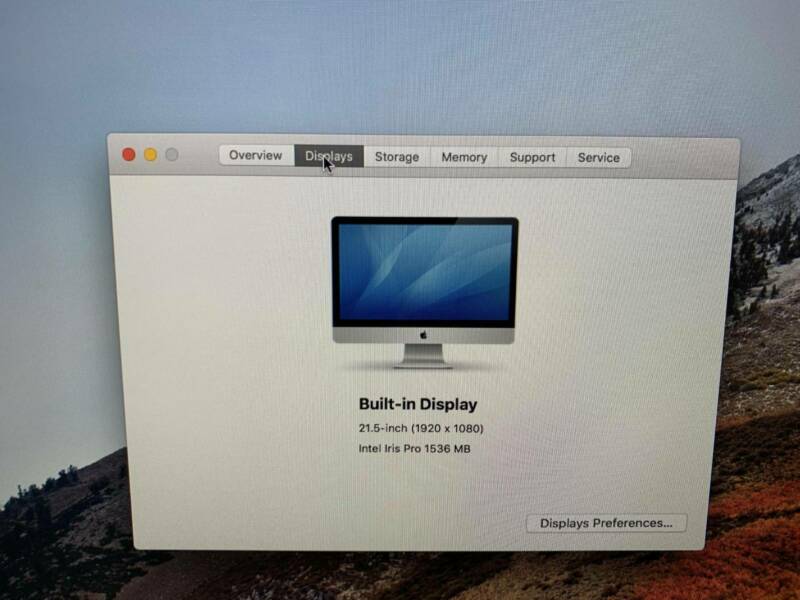 Overview Displays Storage Memory Support Service
Built-in Display
21.5-inch (1920 x 1080)
Intel Iris Pro 1536 MB
Displays Preferences...